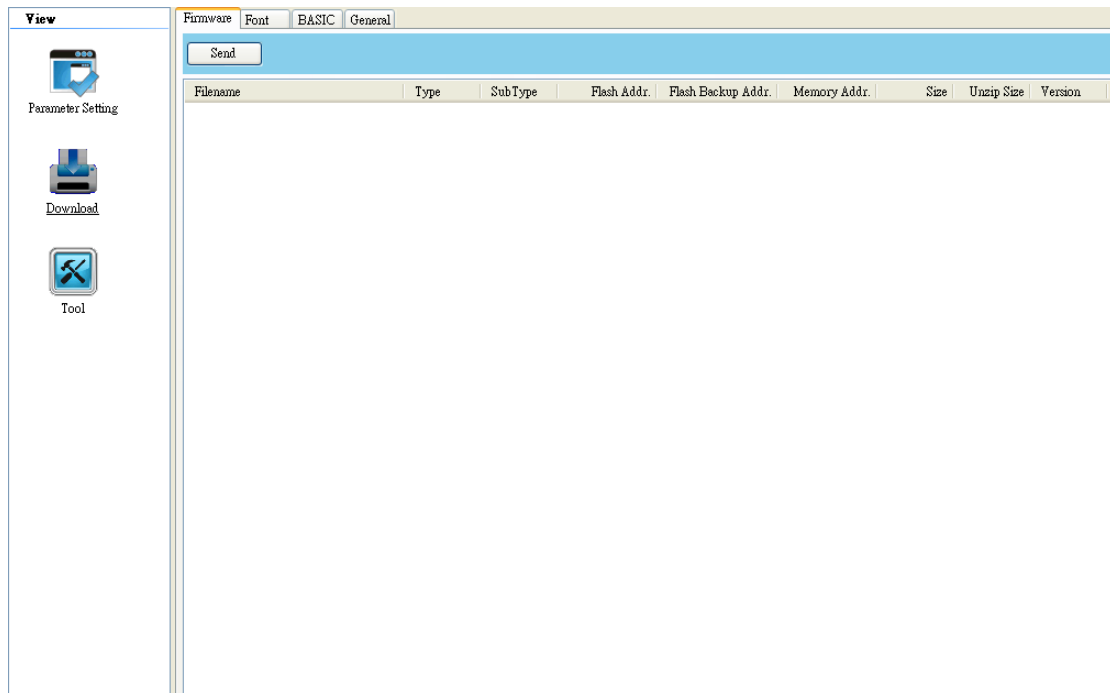 View
Parameter Setting
Download
Tool
Firmware Font BASIC General
Send
Filename Type SubType Flash Addr. Flash Backup Addr. Memory Addr. Size Unzip Size Version